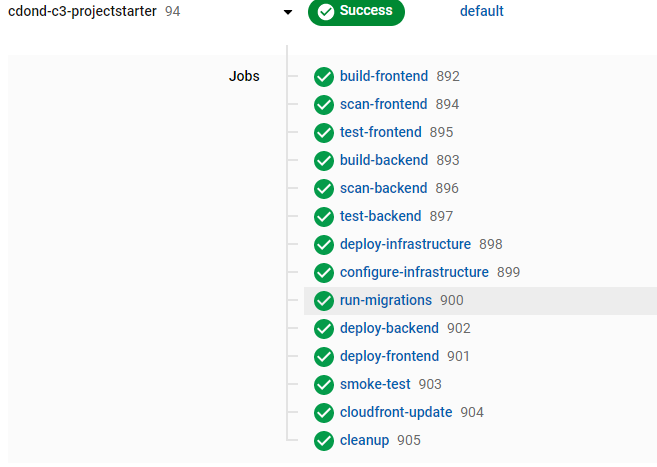 cdond-c3-projectstarter 94 Success default
Jobs build-frontend 892
scan-frontend 894
test-frontend 895
build-backend 893
scan-backend 896
test-backend 897
deploy-infrastructure 898
configure-infrastructure 899
run-migrations 900
deploy-backend 902
deploy-frontend 901
smoke-test 903
cloudfront-update 904
cleanup 905